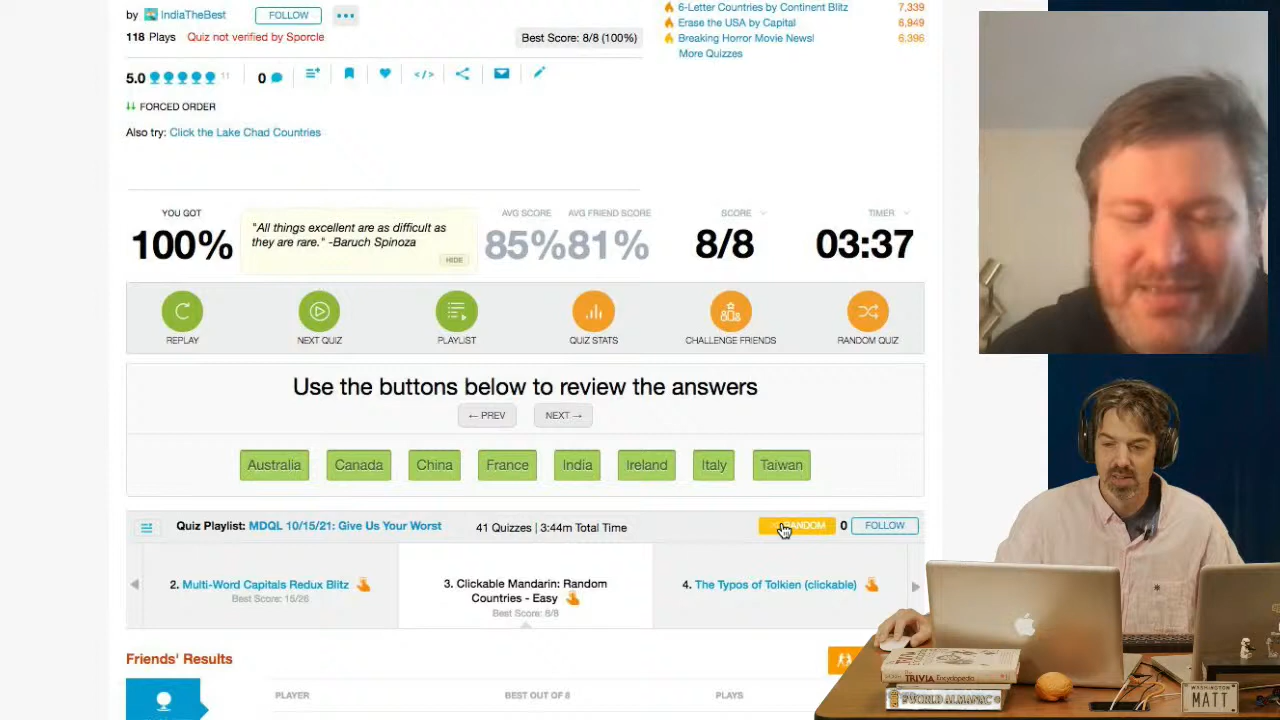 by IndiaTheBest FOLLOW
118 Plays Quiz not verified by Sporcle
Best Score: 8/8 (100%)
6-Letter Countries by Continent Blitz 7,339
Erase the USA by Capital 6,949
Breaking Horror Movie News! 6,396
More Quizzes
5.0 11 0
FORCED ORDER
Also try: Click the Lake Chad Countries
YOU GOT
100%
"All things excellent are as difficult as
they are rare." -Baruch Spinoza
HIDE
AVG SCORE AVG FRIEND SCORE
85% 81%
SCORE
8/8
TIMER
03:37
REPLAY NEXT QUIZ PLAYLIST QUIZ STATS CHALLENGE FRIENDS RANDOM QUIZ
Use the buttons below to review the answers
← PREV NEXT →
Australia Canada China France India Ireland Italy Taiwan
Quiz Playlist: MDQL 10/15/21: Give Us Your Worst 41 Quizzes | 3:44m Total Time RANDOM 0 FOLLOW
2. Multi-Word Capitals Redux Blitz
Best Score: 15/26
3. Clickable Mandarin: Random
Countries - Easy
Best Score: 8/8
4. The Typos of Tolkien (clickable)
Friends' Results
PLAYER BEST OUT OF 8 PLAYS
TRIVIA Encyclopedia
WORLD ALMANAC
WASHINGTON
MATT